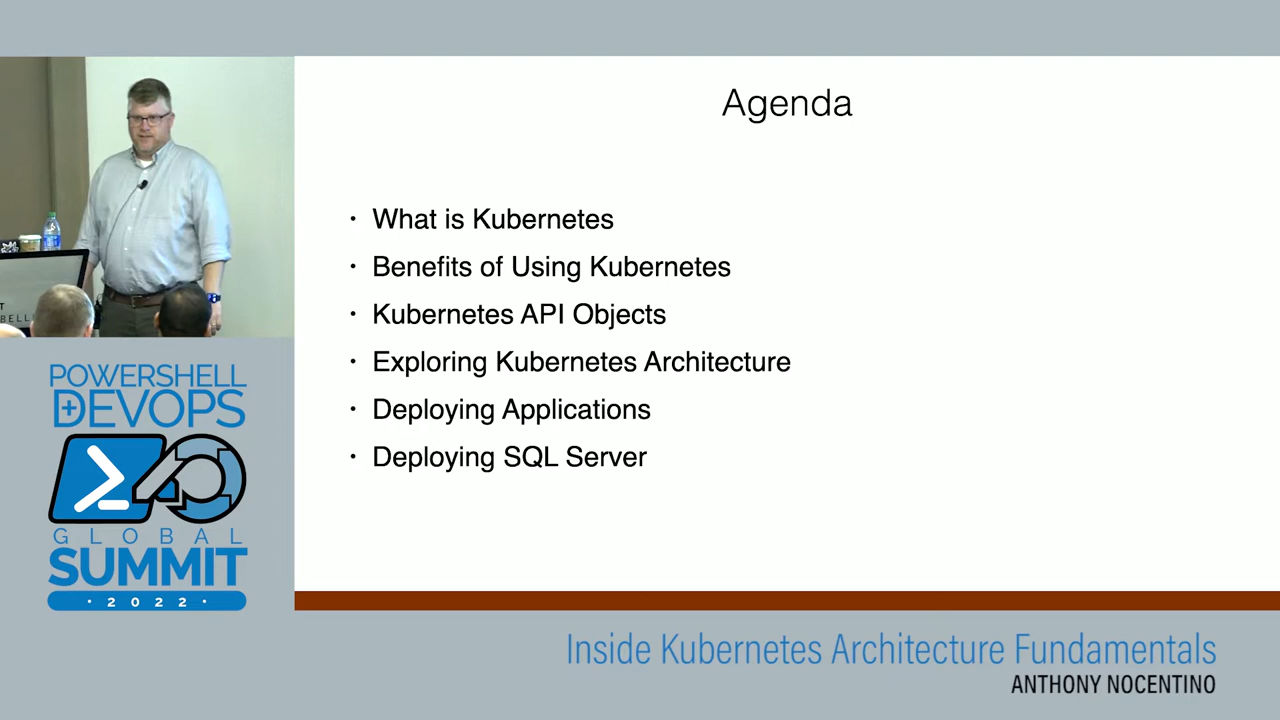 Agenda
• What is Kubernetes
• Benefits of Using Kubernetes
• Kubernetes API Objects
• Exploring Kubernetes Architecture
• Deploying Applications
• Deploying SQL Server
POWERSHELL
DEVOPS
GLOBAL
SUMMIT
· 2022 ·
Inside Kubernetes Architecture Fundamentals
ANTHONY NOCENTINO